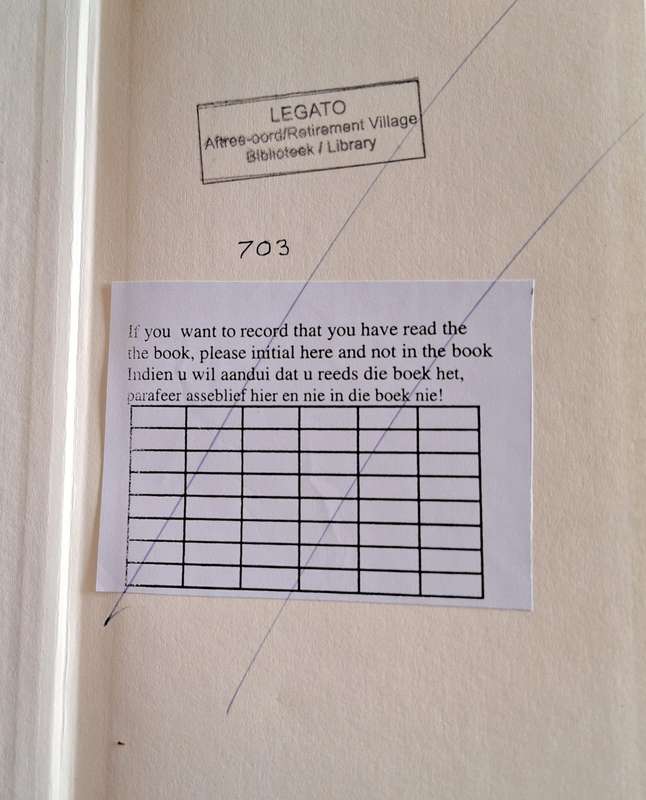 LEGATO
Aftree-oord/Retirement Village
Biblioteek / Library
703
If you want to record that you have read the
the book, please initial here and not in the book
Indien u wil aandui dat u reeds die boek het,
parafeer asseblief hier en nie in die boek nie!